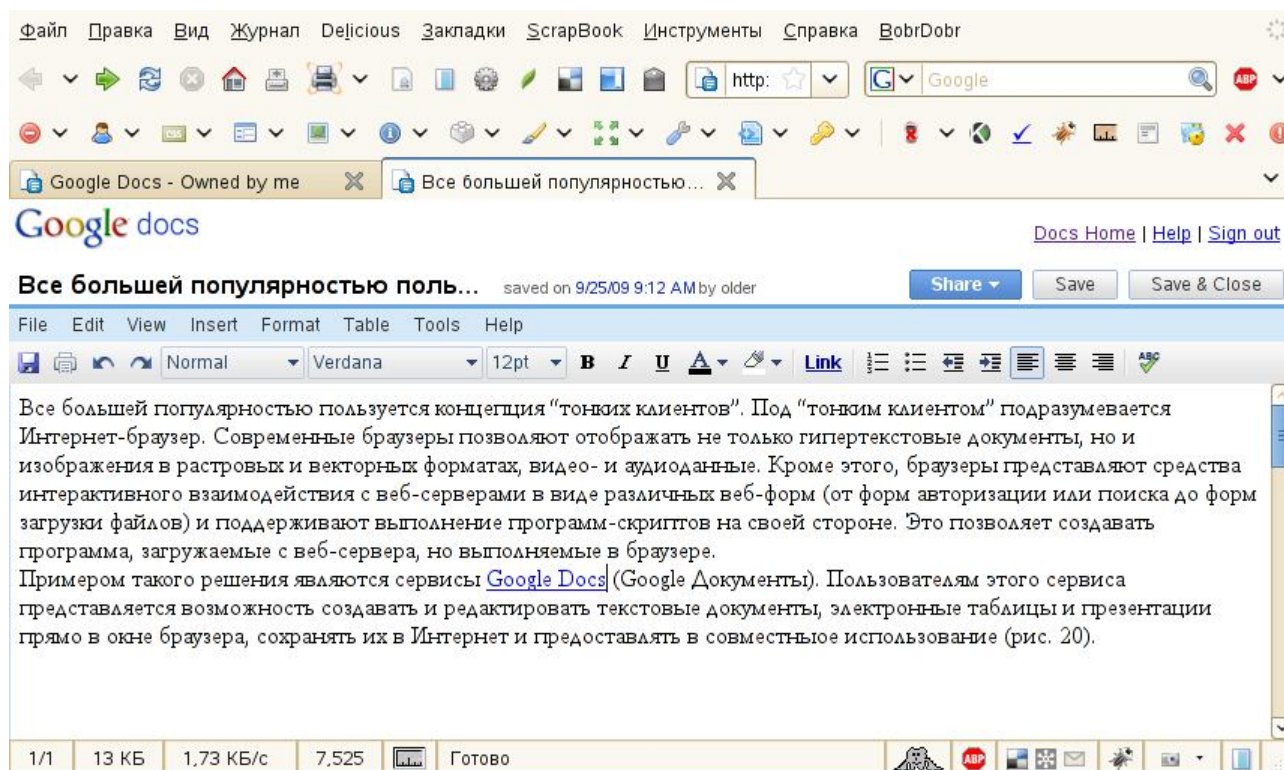 Файл Правка Вид Журнал Delicious Закладки ScrapBook Инструменты Справка BobrDobr
http: Google ABP
Google Docs - Owned by me Все большей популярностью...
Google docs
Docs Home | Help | Sign out
Все большей популярностью поль... saved on 9/25/09 9:12 AM by older Share Save Save & Close
File Edit View Insert Format Table Tools Help
Normal Verdana 12pt B I U A Link ABC
Все большей популярностью пользуется концепция “тонких клиентов”. Под “тонким клиентом” подразумевается
Интернет-браузер. Современные браузеры позволяют отображать не только гипертекстовые документы, но и
изображения в растровых и векторных форматах, видео- и аудиоданные. Кроме этого, браузеры представляют средства
интерактивного взаимодействия с веб-серверами в виде различных веб-форм (от форм авторизации или поиска до форм
загрузки файлов) и поддерживают выполнение программ-скриптов на своей стороне. Это позволяет создавать
программа, загружаемые с веб-сервера, но выполняемые в браузере.
Примером такого решения являются сервисы Google Docs (Google Документы). Пользователям этого сервиса
представляется возможность создавать и редактировать текстовые документы, электронные таблицы и презентации
прямо в окне браузера, сохранять их в Интернет и предоставлять в совместныое использование (рис. 20).
1/1 13 КБ 1,73 КБ/с 7,525 Готово ABP